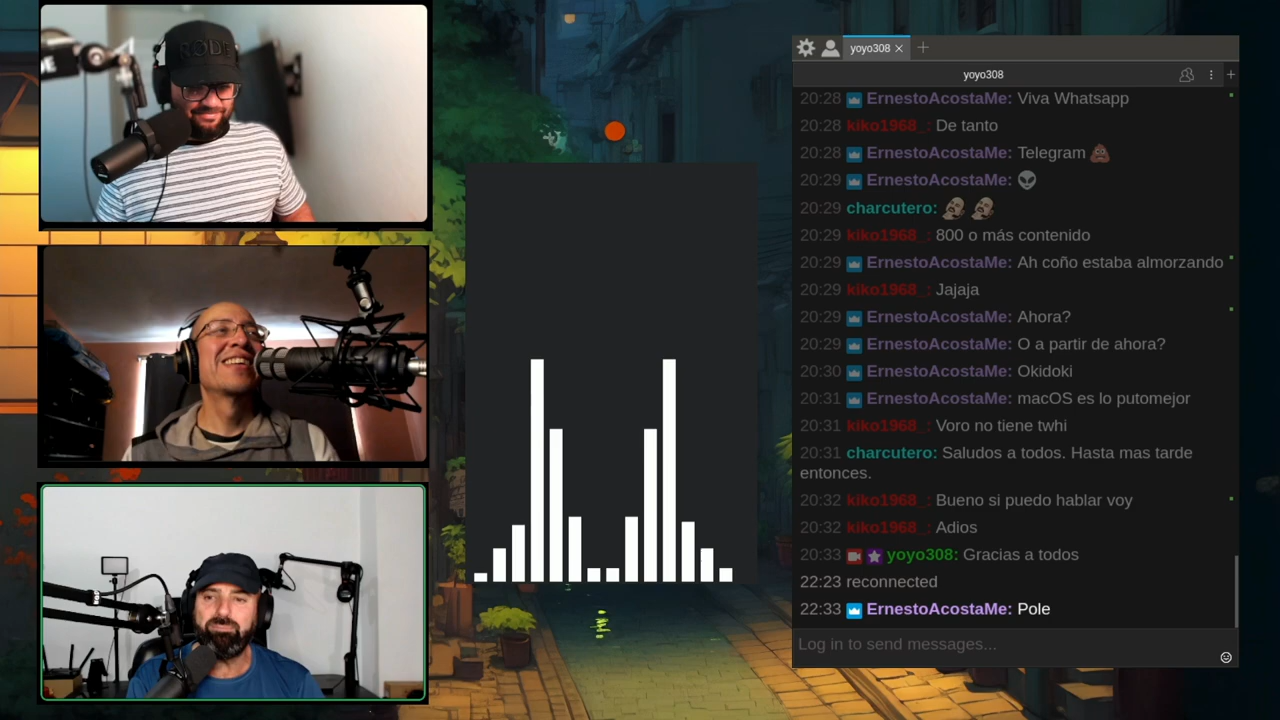 RODE
yoyo308
yoyo308
20:28 ErnestoAcostaMe: Viva Whatsapp
20:28 kiko1968_: De tanto
20:28 ErnestoAcostaMe: Telegram 💩
20:29 ErnestoAcostaMe: 👽
20:29 charcutero:
20:29 kiko1968_: 800 o más contenido
20:29 ErnestoAcostaMe: Ah coño estaba almorzando
20:29 kiko1968_: Jajaja
20:29 ErnestoAcostaMe: Ahora?
20:29 ErnestoAcostaMe: O a partir de ahora?
20:30 ErnestoAcostaMe: Okidoki
20:31 ErnestoAcostaMe: macOS es lo putomejor
20:31 kiko1968_: Voro no tiene twhi
20:31 charcutero: Saludos a todos. Hasta mas tarde
entonces.
20:32 kiko1968_: Bueno si puedo hablar voy
20:32 kiko1968_: Adios
20:33 yoyo308: Gracias a todos
22:23 reconnected
22:33 ErnestoAcostaMe: Pole
Log in to send messages...